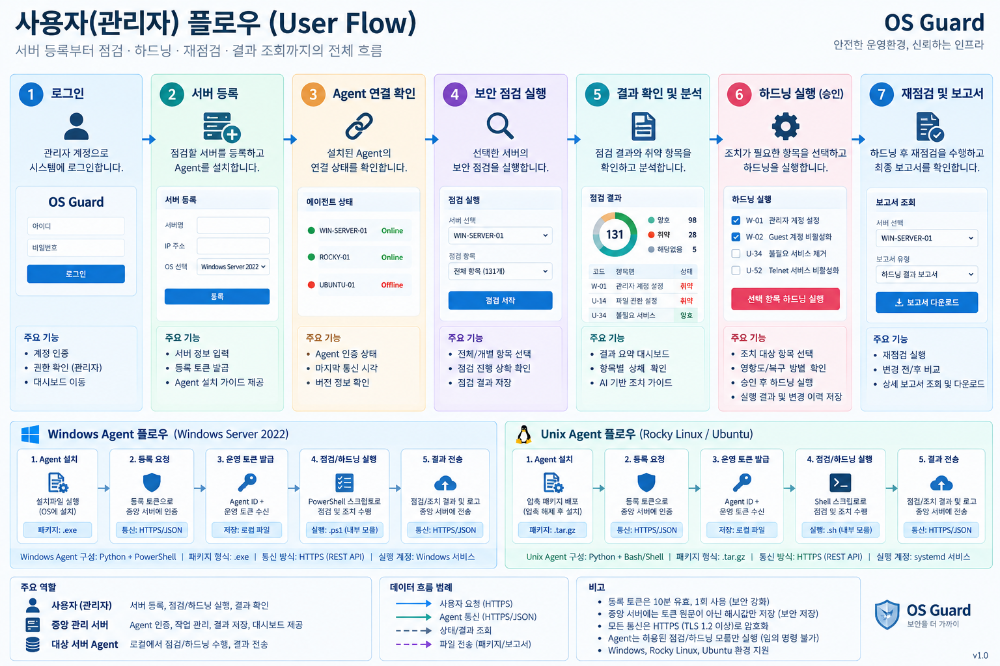 사용자(관리자) 플로우 (User Flow)
서버 등록부터 점검 · 하드닝 · 재점검 · 결과 조회까지의 전체 흐름
OS Guard
안전한 운영환경, 신뢰하는 인프라
1 로그인
관리자 계정으로
시스템에 로그인합니다.
OS Guard
아이디
비밀번호
로그인
주요 기능
• 계정 인증
• 권한 확인 (관리자)
• 대시보드 이동
2 서버 등록
점검할 서버를 등록하고
Agent를 설치합니다.
서버 등록
서버명
IP 주소
OS 선택 Windows Server 2022
등록
주요 기능
• 서버 정보 입력
• 등록 토큰 발급
• Agent 설치 가이드 제공
3 Agent 연결 확인
설치된 Agent의
연결 상태를 확인합니다.
에이전트 상태
WIN-SERVER-01 Online
ROCKY-01 Online
UBUNTU-01 Offline
주요 기능
• Agent 인증 상태
• 마지막 통신 시각
• 버전 정보 확인
4 보안 점검 실행
선택한 서버의
보안 점검을 실행합니다.
점검 실행
서버 선택
WIN-SERVER-01
점검 항목
전체 항목 (131개)
점검 시작
주요 기능
• 전체/개별 항목 선택
• 점검 진행 상황 확인
• 점검 결과 저장
5 결과 확인 및 분석
점검 결과와 취약 항목을
확인하고 분석합니다.
점검 결과
131
양호 98
취약 28
해당없음 5
코드 항목명 상태
W-01 관리자 계정 설정 취약
U-14 파일 권한 설정 취약
U-34 불필요 서비스 양호
주요 기능
• 결과 요약 대시보드
• 항목별 상세 확인
• AI 기반 조치 가이드
6 하드닝 실행 (승인)
조치가 필요한 항목을 선택하고
하드닝을 실행합니다.
하드닝 실행
W-01 관리자 계정 설정
W-02 Guest 계정 비활성화
U-34 불필요 서비스 제거
U-52 Telnet 서비스 비활성화
선택 항목 하드닝 실행
주요 기능
• 조치 대상 항목 선택
• 영향도/복구 방법 확인
• 승인 후 하드닝 실행
• 실행 결과 및 변경 이력 저장
7 재점검 및 보고서
하드닝 후 재점검을 수행하고
최종 보고서를 확인합니다.
보고서 조회
서버 선택
WIN-SERVER-01
보고서 유형
하드닝 결과 보고서
보고서 다운로드
주요 기능
• 재점검 실행
• 변경 전/후 비교
• 상세 보고서 조회 및 다운로드
Windows Agent 플로우 (Windows Server 2022)
1. Agent 설치
설치파일 실행
(OS에 설치)
패키지: .exe
2. 등록 요청
등록 토큰으로
중앙 서버에 인증
통신: HTTPS/JSON
3. 운영 토큰 발급
Agent ID +
운영 토큰 수신
저장: 로컬 파일
4. 점검/하드닝 실행
PowerShell 스크립트로
점검 및 조치 수행
실행: .ps1 (내부 모듈)
5. 결과 전송
점검/조치 결과 및 로그
중앙 서버에 전송
통신: HTTPS/JSON
Windows Agent 구성: Python + PowerShell | 패키지 형식: .exe | 통신 방식: HTTPS (REST API) | 실행 계정: Windows 서비스
Unix Agent 플로우 (Rocky Linux / Ubuntu)
1. Agent 설치
압축 패키지 배포
(압축 해제 후 설치)
패키지: .tar.gz
2. 등록 요청
등록 토큰으로
중앙 서버에 인증
통신: HTTPS/JSON
3. 운영 토큰 발급
Agent ID +
운영 토큰 수신
저장: 로컬 파일
4. 점검/하드닝 실행
Shell 스크립로로
점검 및 조치 수행
실행: .sh (내부 모듈)
5. 결과 전송
점검/조치 결과 및 로그
중앙 서버에 전송
통신: HTTPS/JSON
Unix Agent 구성: Python + Bash/Shell | 패키지 형식: .tar.gz | 통신 방식: HTTPS (REST API) | 실행 계정: systemd 서비스
주요 역할
사용자 (관리자) 서버 등록, 점검/하드닝 실행, 결과 확인
중앙 관리 서버 Agent 인증, 작업 관리, 결과 저장, 대시보드 제공
대상 서버 Agent 로컬에서 점검/하드닝 수행, 결과 전송
데이터 흐름 범례
사용자 요청 (HTTPS)
Agent 통신 (HTTPS/JSON)
상태/결과 조회
파일 전송 (패키지/보고서)
비고
• 등록 토큰은 10분 유효, 1회 사용 (보안 강화)
• 중앙 서버에는 토큰 원문이 아닌 해시값만 저장 (보안 저장)
• 모든 통신은 HTTPS (TLS 1.2 이상)로 암호화
• Agent는 허용된 점검/하드닝 모듈만 실행 (임의 명령 불가)
• Windows, Rocky Linux, Ubuntu 환경 지원
OS Guard
보안을 더 가까이
v1.0